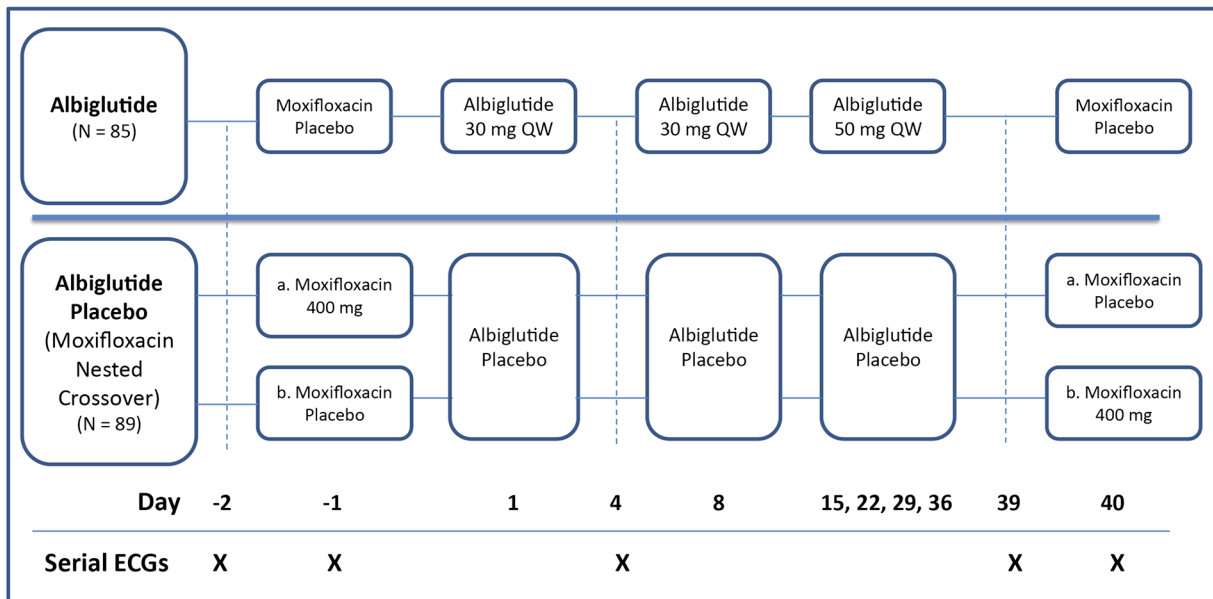 Albiglutide
(N = 85)
Moxifloxacin
Placebo
Albiglutide
30 mg QW
Albiglutide
30 mg QW
Albiglutide
50 mg QW
Moxifloxacin
Placebo
Albiglutide
Placebo
(Moxifloxacin
Nested
Crossover)
(N = 89)
a. Moxifloxacin
400 mg
b. Moxifloxacin
Placebo
Albiglutide
Placebo
Albiglutide
Placebo
Albiglutide
Placebo
a. Moxifloxacin
Placebo
b. Moxifloxacin
400 mg
Day -2 -1 1 4 8 15, 22, 29, 36 39 40
Serial ECGs X X X X X